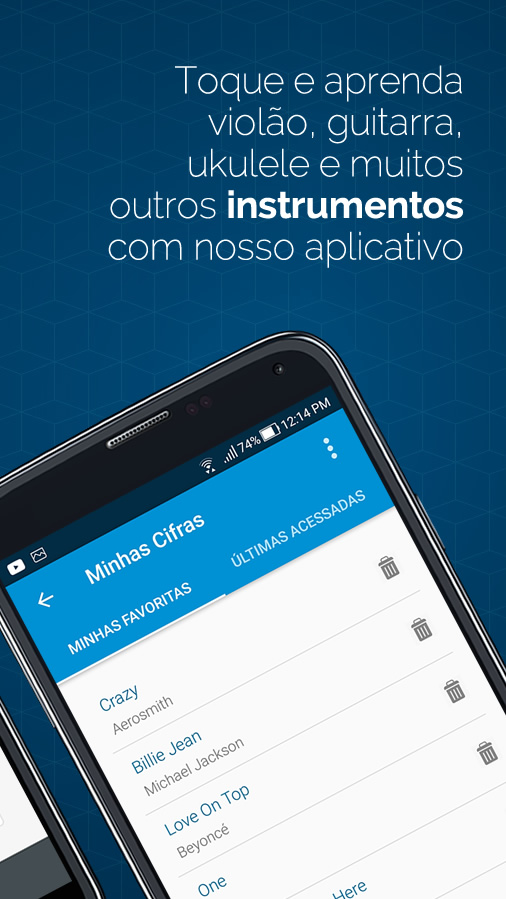 Toque e aprenda
violão, guitarra,
ukulele e muitos
outros instrumentos
com nosso aplicativo
74% 12:14 PM
Minhas Cifras
MINHAS FAVORITAS ÚLTIMAS ACESSADAS
Crazy
Aerosmith
Billie Jean
Michael Jackson
Love On Top
Beyoncé
One
Here